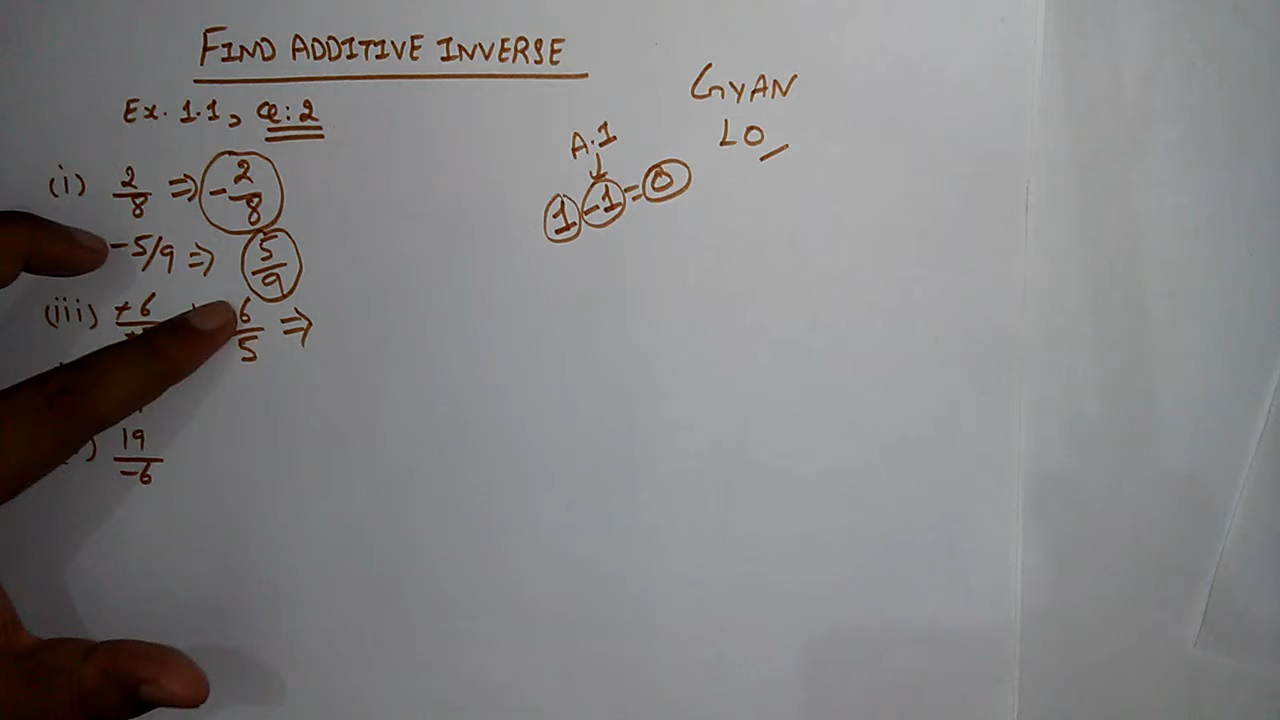 FIND ADDITIVE INVERSE
Ex. 1.1, Q:2
GYAN
LO
A.I
1 -1 = 0
(i) 2/8 ⇒ -2/8
-5/9 ⇒ 5/9
(iii) -6 6/5 ⇒
19/-6